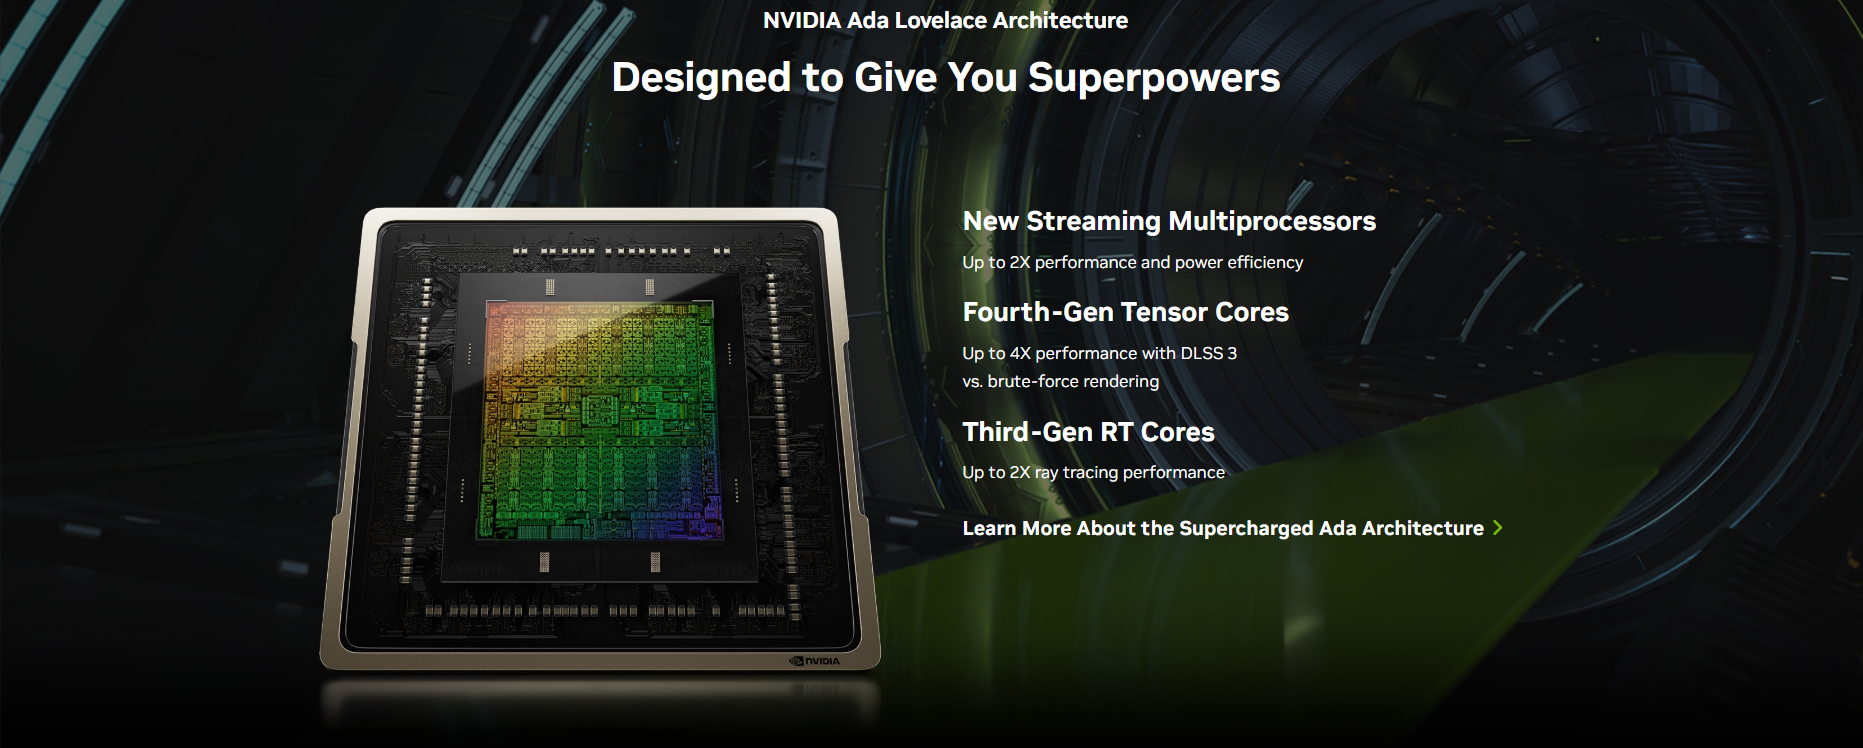 NVIDIA Ada Lovelace Architecture
Designed to Give You Superpowers
New Streaming Multiprocessors
Up to 2X performance and power efficiency
Fourth-Gen Tensor Cores
Up to 4X performance with DLSS 3
vs. brute-force rendering
Third-Gen RT Cores
Up to 2X ray tracing performance
Learn More About the Supercharged Ada Architecture
NVIDIA